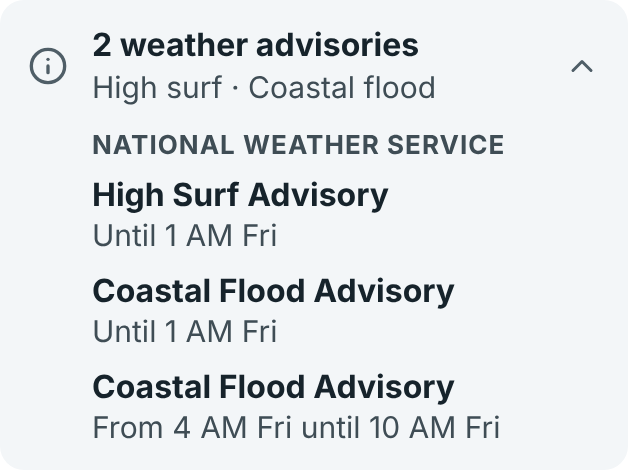 2 weather advisories
High surf · Coastal flood
NATIONAL WEATHER SERVICE
High Surf Advisory
Until 1 AM Fri
Coastal Flood Advisory
Until 1 AM Fri
Coastal Flood Advisory
From 4 AM Fri until 10 AM Fri